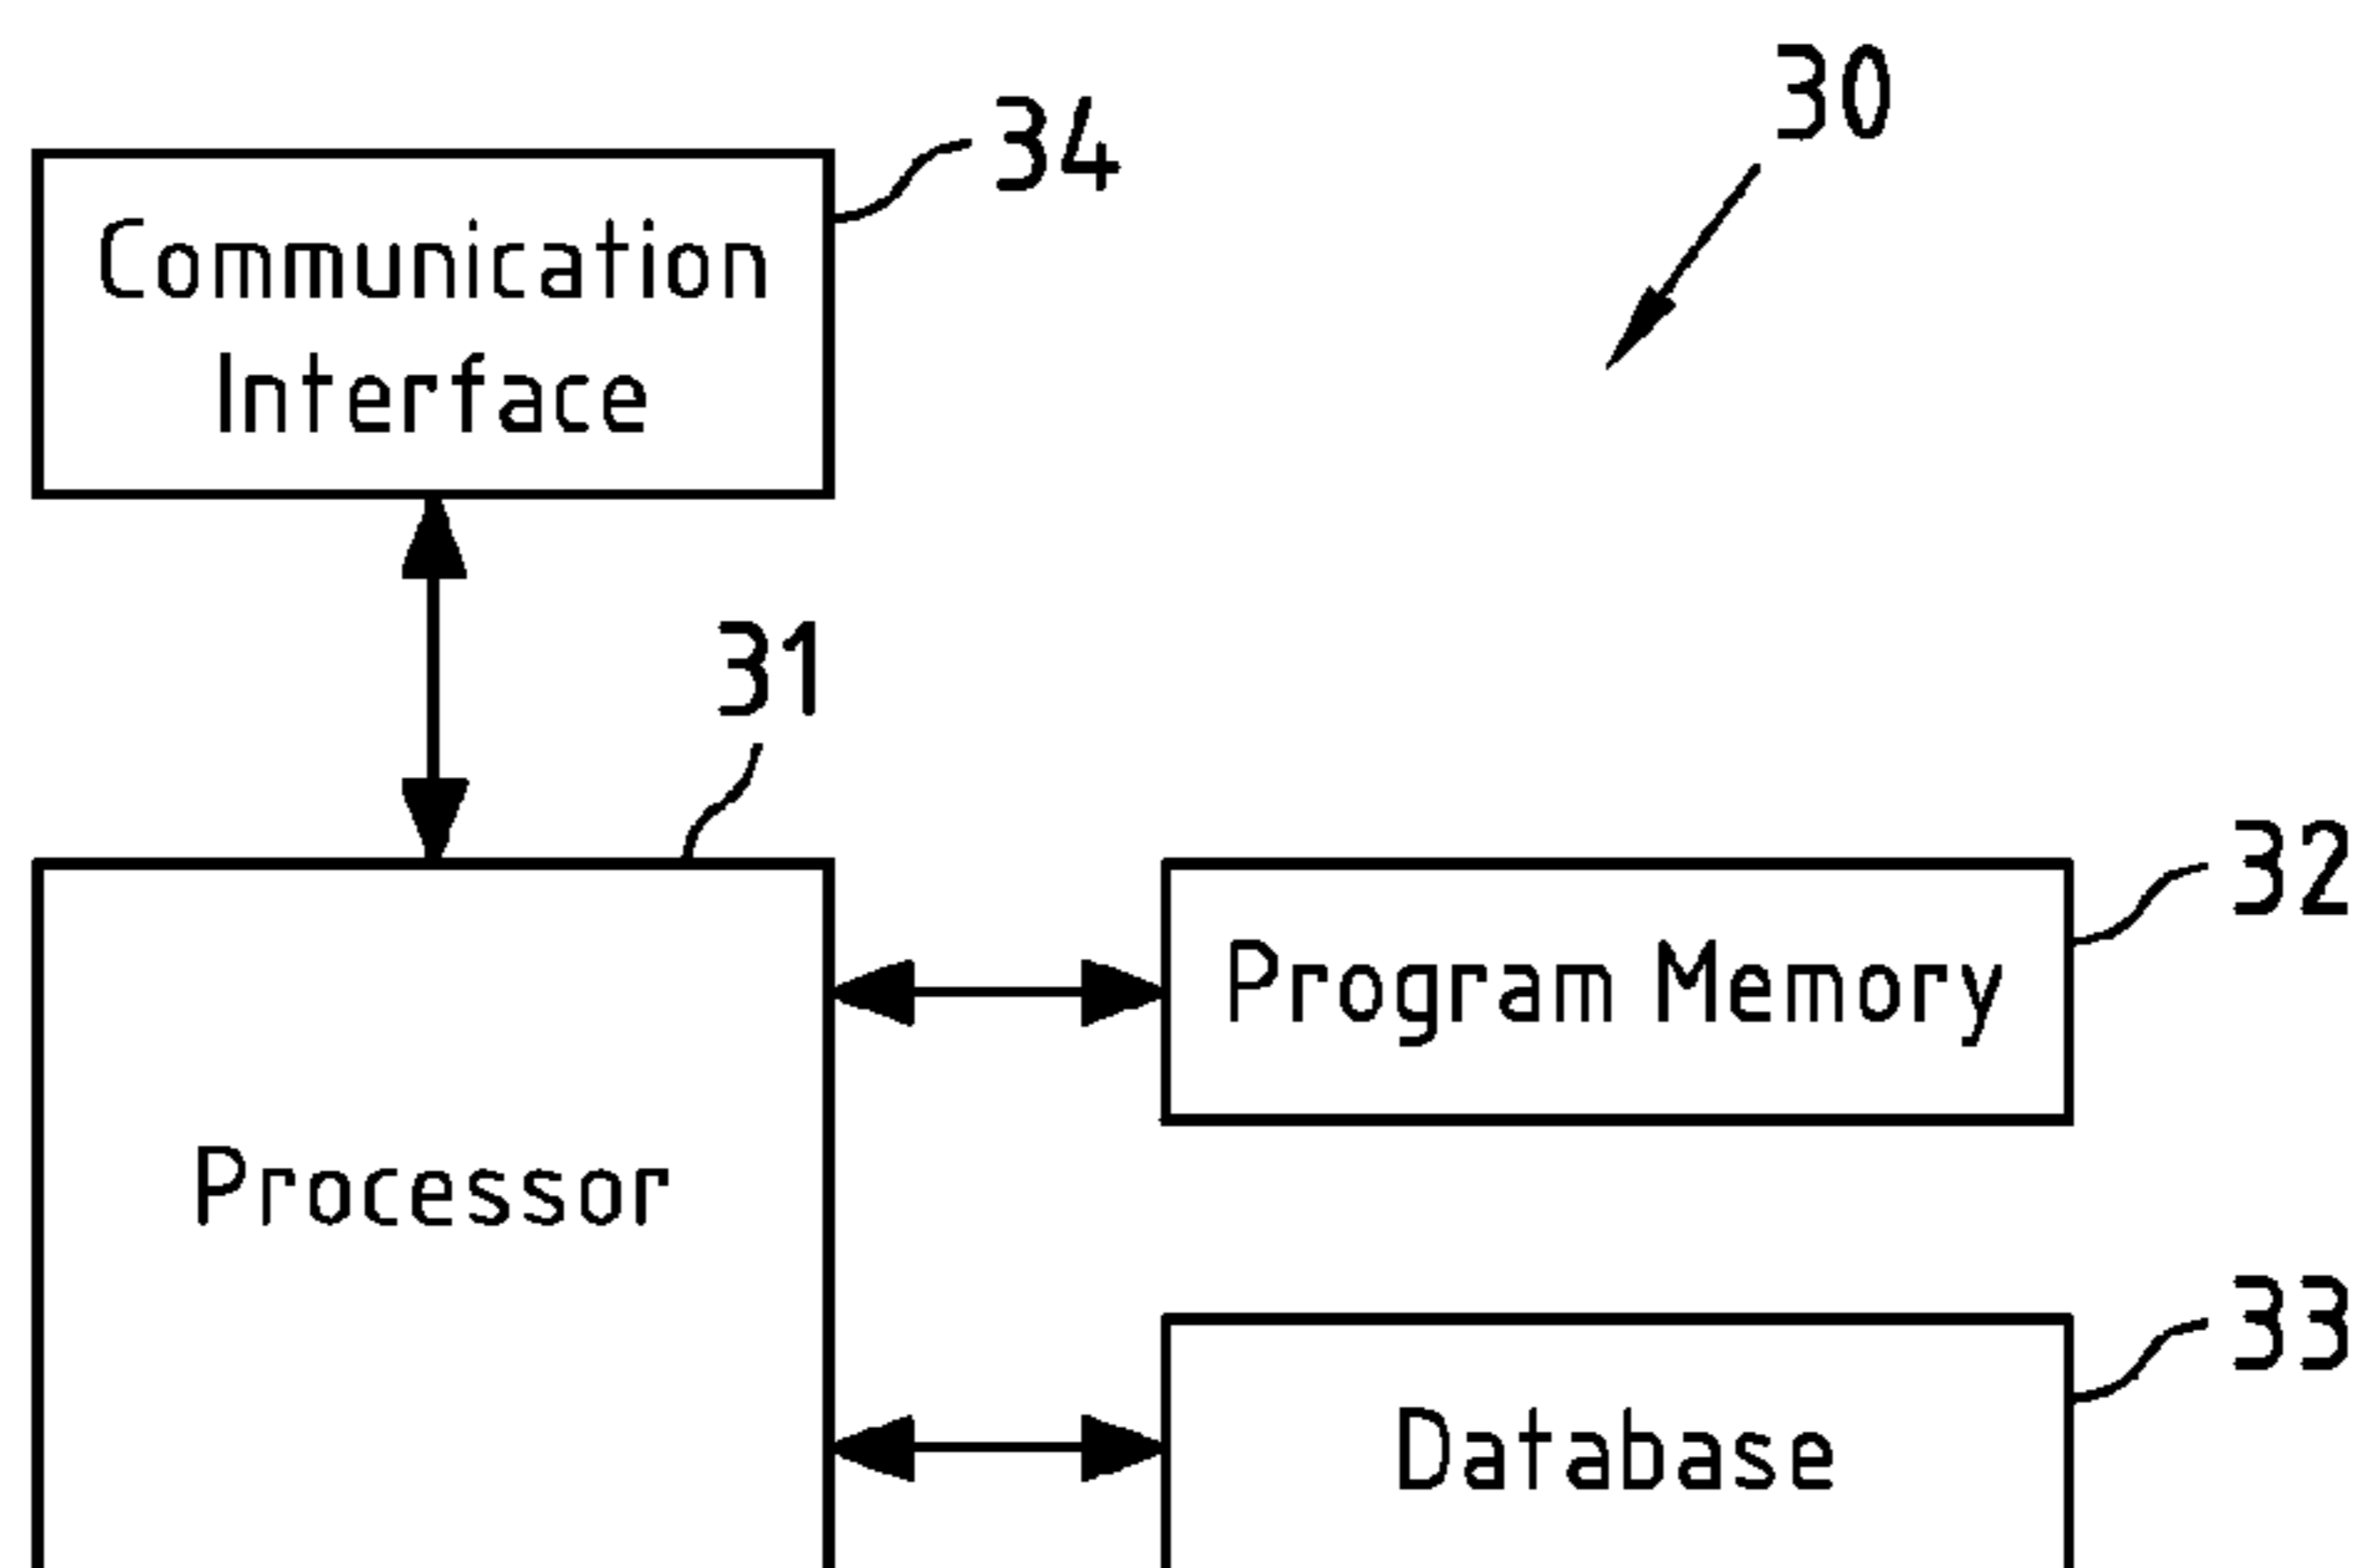 30
34
Communication
Interface
31
32
Program Memory
Processor
33
Database